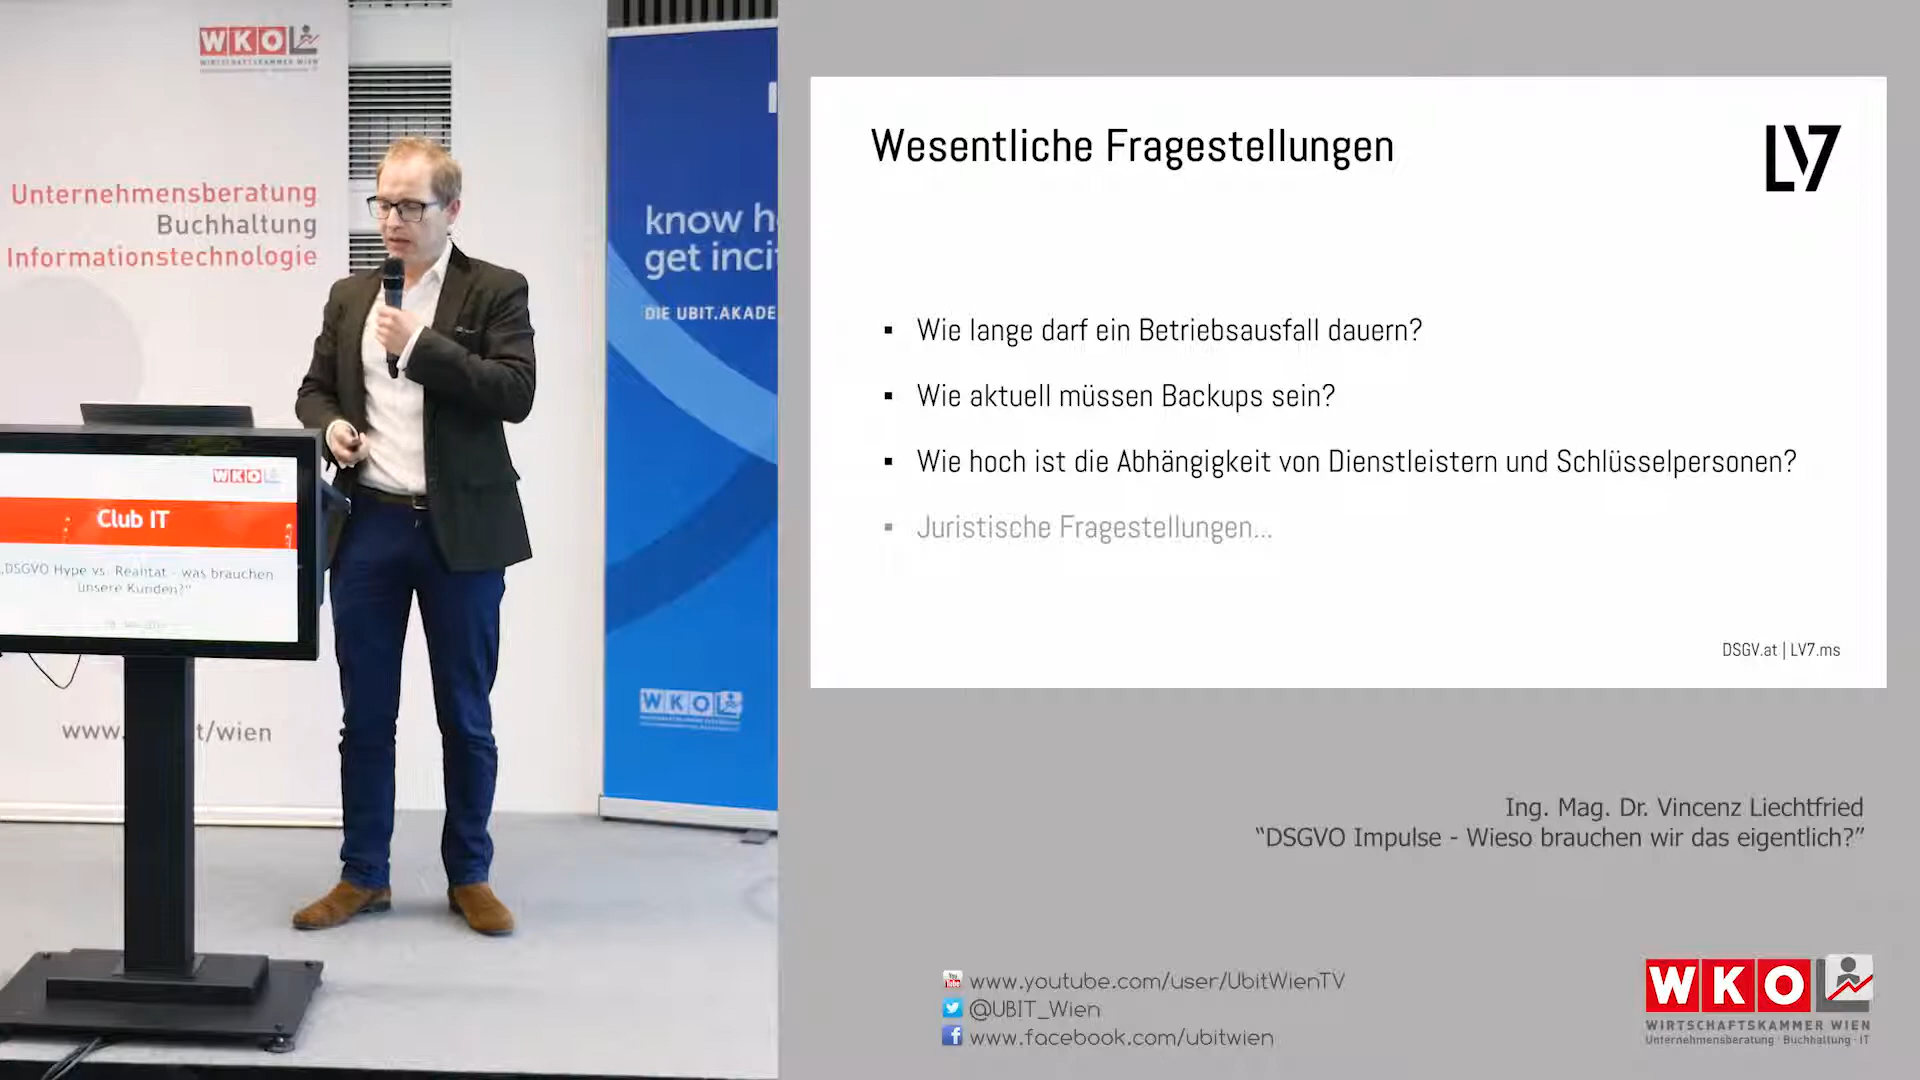 WKO
WIRTSCHAFTSKAMMER WIEN
Unternehmensberatung
Buchhaltung
Informationstechnologie
know
get
DIE UBIT.AKADE
WKO
Club IT
„DSGVO Hype vs. Realität - was brauchen
unsere Kunden?“
www. t/wien
WKO
Wesentliche Fragestellungen
LV7
▪ Wie lange darf ein Betriebsausfall dauern?
▪ Wie aktuell müssen Backups sein?
▪ Wie hoch ist die Abhängigkeit von Dienstleistern und Schlüsselpersonen?
▪ Juristische Fragestellungen...
DSGV.at | LV7.ms
Ing. Mag. Dr. Vincenz Liechtfried
“DSGVO Impulse - Wieso brauchen wir das eigentlich?”
You Tube www.youtube.com/user/UbitWienTV
@UBIT_Wien
f www.facebook.com/ubitwien
WKO
WIRTSCHAFTSKAMMER WIEN
Unternehmensberatung · Buchhaltung · IT